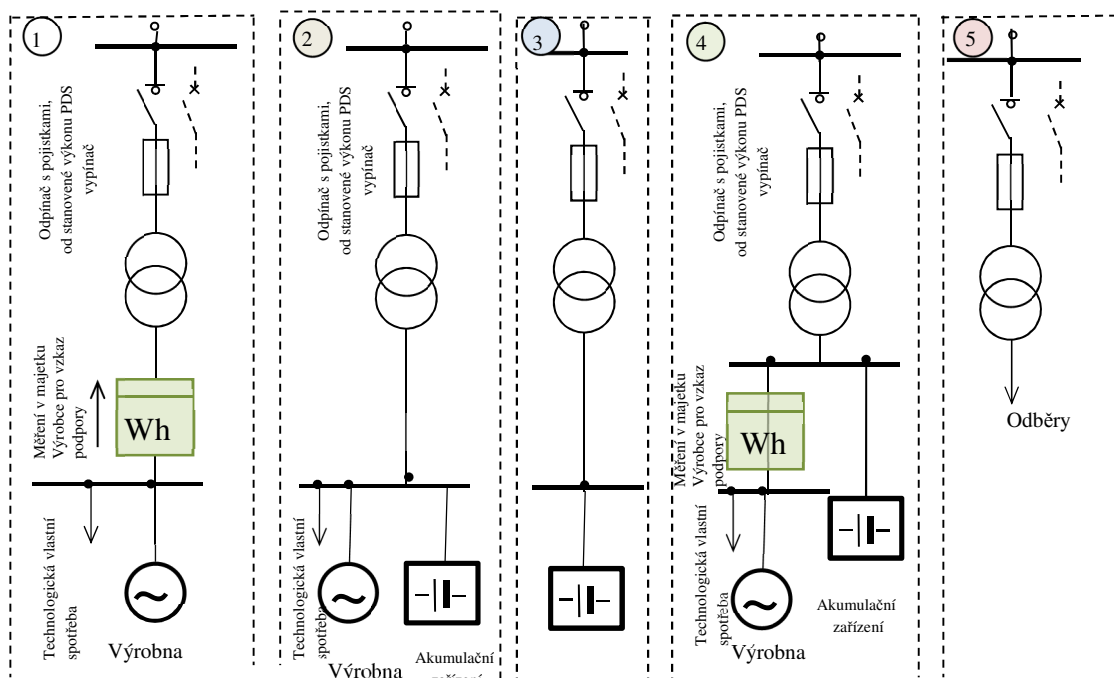 1
Odpínač s pojistkami,
od stanovené výkonu PDS
vypínač
Měření v majetku
Výrobce pro vzkaz
podpory
Wh
Technologická vlastní
spotřeba
Výrobna
2
Odpínač s pojistkami,
od stanovené výkonu PDS
vypínač
Technologická vlastní
spotřeba
Výrobna
Akumulační
zařízení
3
4
Odpínač s pojistkami,
od stanovené výkonu PDS
vypínač
Měření v majetku
Výrobce pro vzkaz
podpory
Wh
Technologická vlastní
spotřeba
Výrobna
Akumulační
zařízení
5
Odběry